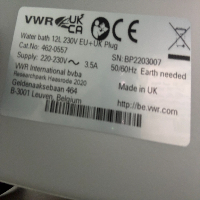 VWR UK CA
Water bath 12L 230V EU+UK Plug
Cat No: 462-0557 SN: BP2203007
Supply: 220-230V～ 3.5A 50/60Hz Earth needed
VWR International bvba Made in UK
Researchpark Haasrode 2020
Geldenaaksebaan 464
B-3001 Leuven, Belgium http://be.vwr.com